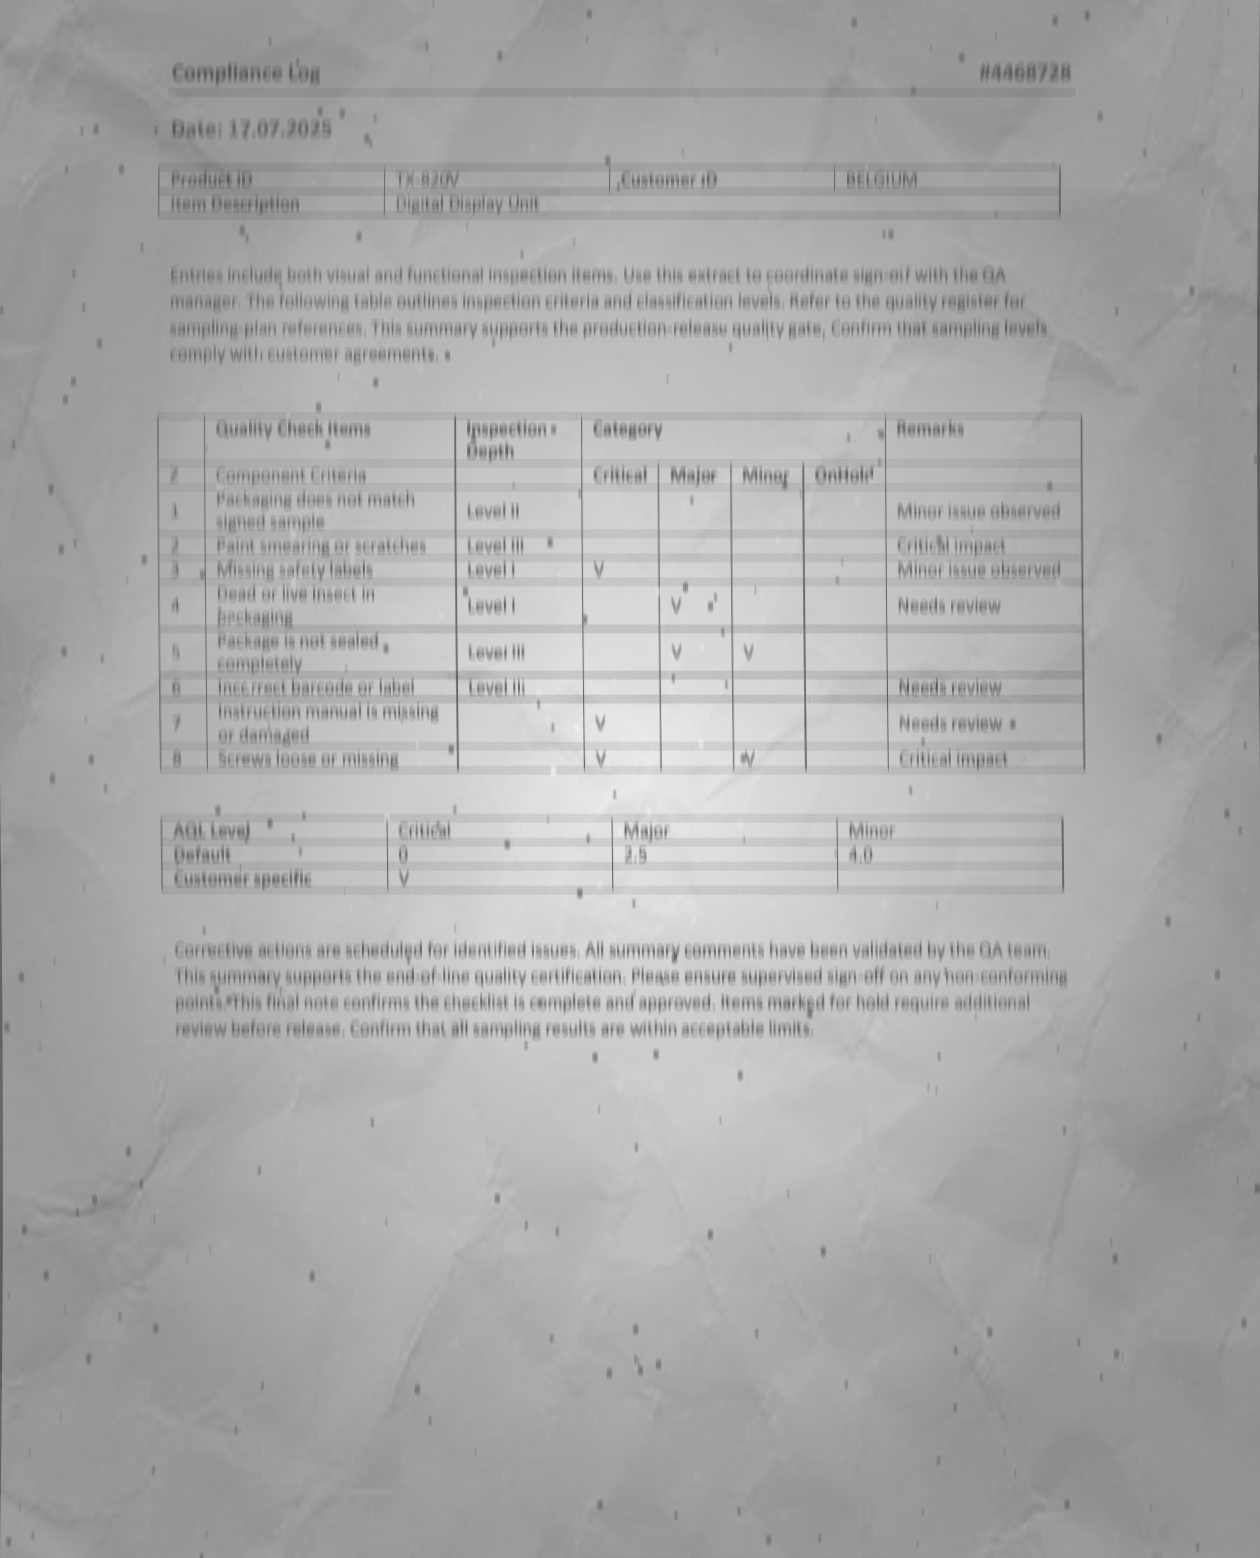 Compliance Log #4468728
Date: 17.07.2025
Product ID TX-820V Customer ID BELGIUM
Item Description Digital Display Unit
Entries include both visual and functional inspection items. Use this extract to coordinate sign-off with the QA
manager. The following table outlines inspection criteria and classification levels. Refer to the quality register for
sampling-plan references. This summary supports the production-release quality gate. Confirm that sampling levels
comply with customer agreements.
Quality Check Items Inspection Depth Category Remarks
Component Criteria Critical Major Minor OnHold
1 Packaging does not match signed sample Level II Minor issue observed
2 Paint smearing or scratches Level III Critical impact
3 Missing safety labels Level I V Minor issue observed
4 Dead or live insect in packaging Level I V Needs review
5 Package is not sealed completely Level III V V
6 Incorrect barcode or label Level III Needs review
7 Instruction manual is missing or damaged V Needs review
8 Screws loose or missing V V Critical impact
AQL Level Critical Major Minor
Default 0 2.5 4.0
Customer specific V
Corrective actions are scheduled for identified issues. All summary comments have been validated by the QA team.
This summary supports the end-of-line quality certification. Please ensure supervised sign-off on any non-conforming
points. This final note confirms the checklist is complete and approved. Items marked for hold require additional
review before release. Confirm that all sampling results are within acceptable limits.